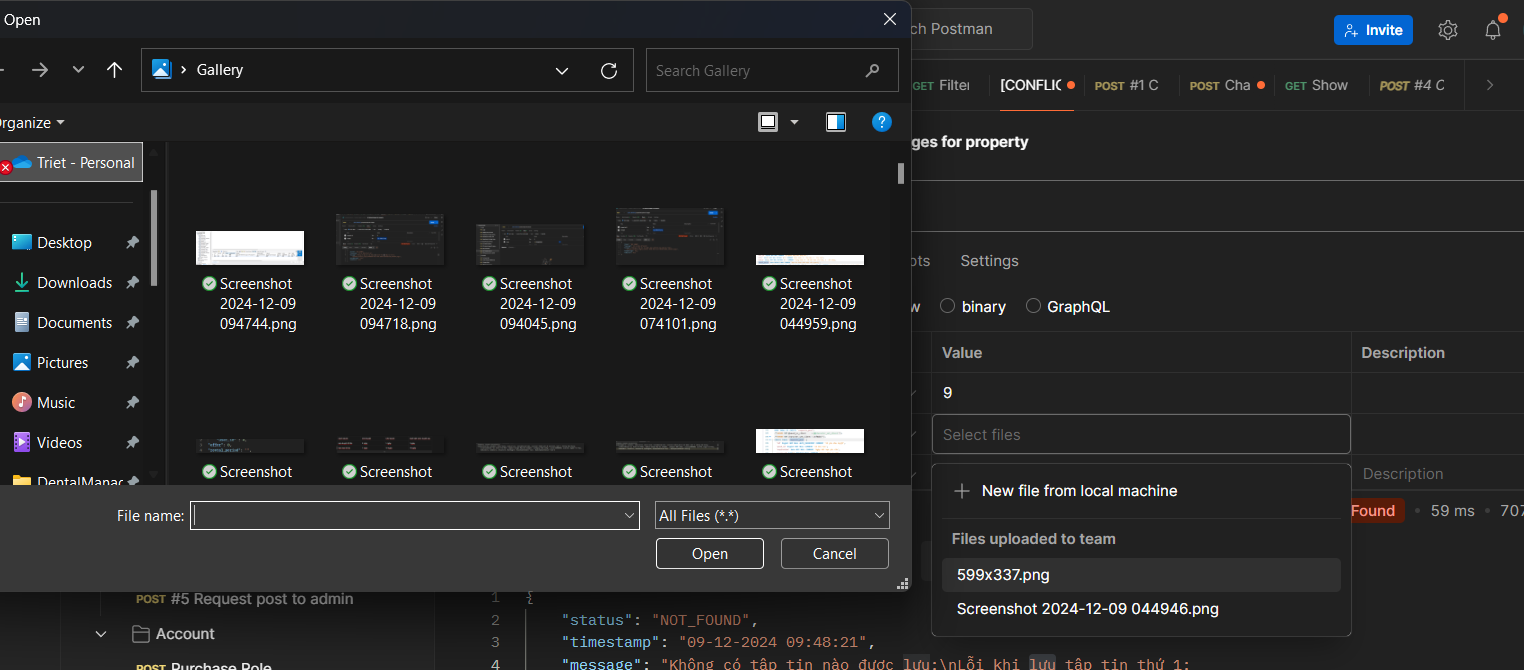 Open
Gallery
Search Gallery
Organize
Triet - Personal
Desktop
Downloads
Documents
Pictures
Music
Videos
Screenshot
2024-12-09
094744.png
Screenshot
2024-12-09
094718.png
Screenshot
2024-12-09
094045.png
Screenshot
2024-12-09
074101.png
Screenshot
2024-12-09
044959.png
Screenshot
Screenshot
Screenshot
Screenshot
Screenshot
File name:
All Files (*.*)
Open
Cancel
ch Postman
Invite
GET Filter
[CONFLIC
POST #1 C
POST Cha
GET Show
POST #4 C
ges for property
pts
Settings
w
binary
GraphQL
Value
Description
9
Select files
New file from local machine
Description
Files uploaded to team
599x337.png
Screenshot 2024-12-09 044946.png
Found
59 ms
707
POST #5 Request post to admin
Account
POST Purchase Role
1 {
2 "status": "NOT_FOUND",
3 "timestamp": "09-12-2024 09:48:21",
4 "message": "Không có tập tin nào được lưu:\nLỗi khi lưu tập tin thứ 1: